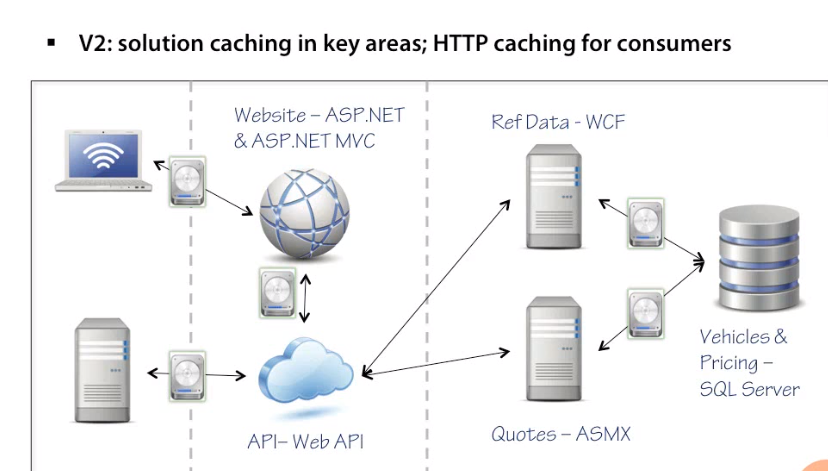 ▪ V2: solution caching in key areas; HTTP caching for consumers
Website – ASP.NET
& ASP.NET MVC
Ref Data - WCF
Vehicles &
Pricing –
SQL Server
API– Web API
Quotes – ASMX